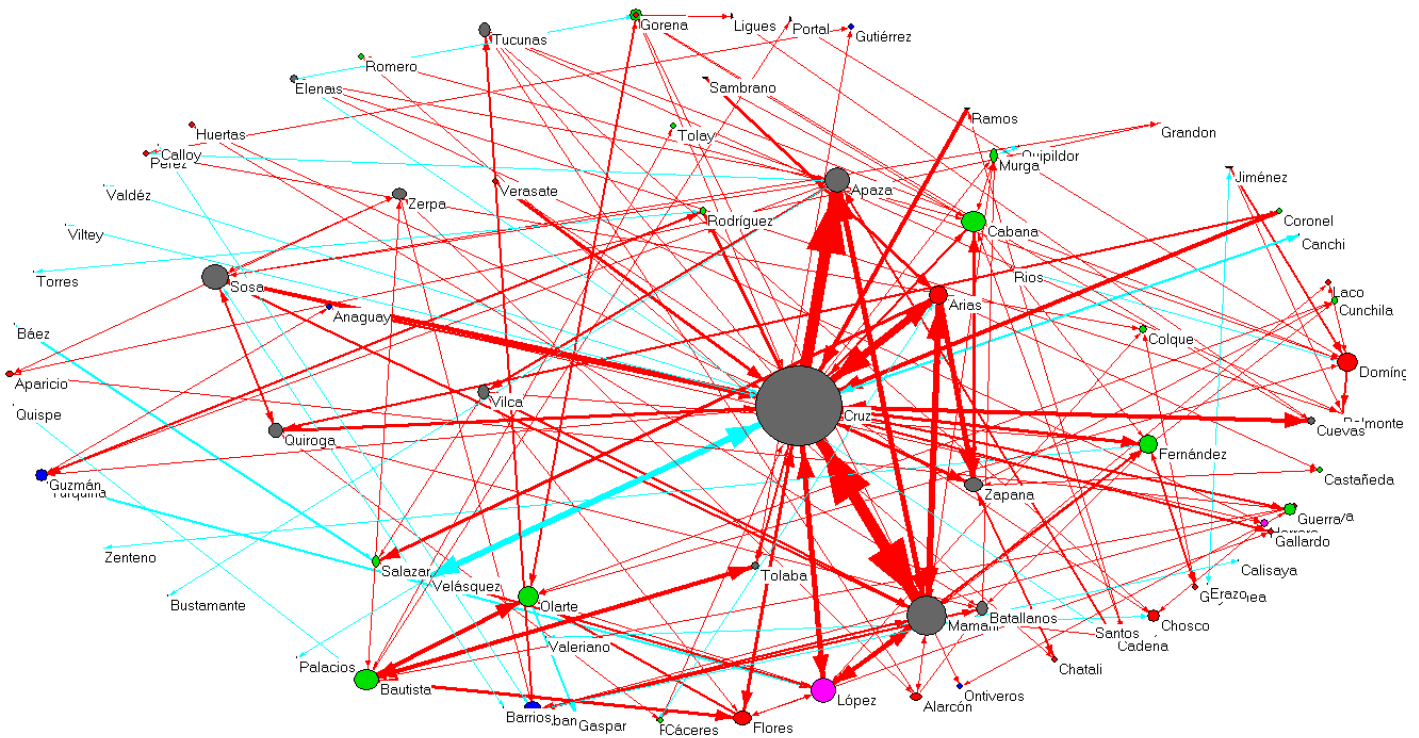 Gorena
Ligues
Portal
Gutiérrez
Tucunas
Romero
Elenas
Sambrano
Ramos
Grandon
Huertas
Tolay
Calloy
Quipildor
Murga
Jiménez
Valdéz
Verasate
Zerpa
Apaza
Viltey
Rodríguez
Cabana
Coronel
Canchi
Torres
Sosa
Rios
Laco
Cunchila
Anaguay
Arias
Báez
Colque
Aparicio
Domíng
Quispe
Vilca
Cruz
Cuevas
Quiroga
Fernández
Guzmán
Zapana
Castañeda
Guerra
Gallardo
Zenteno
Salazar
Velásquez
Tolaba
Calisaya
Erazo
Bustamante
Olarte
Mamani
Batallanos
Santos
Chosco
Cadena
Valeriano
Palacios
Bautista
Chatali
López
Ontiveros
Alarcón
Barrios
Gaspar
Cáceres
Flores